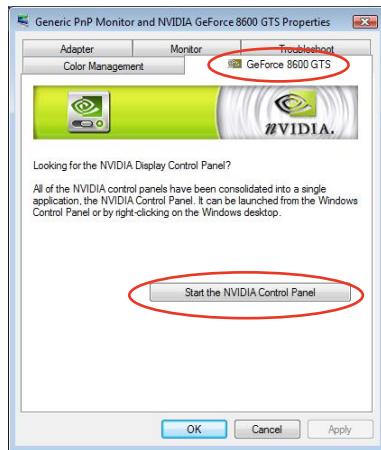 Generic PnP Monitor and NVIDIA GeForce 8600 GTS Properties
Adapter Monitor Troubleshoot
Color Management GeForce 8600 GTS
NVIDIA.
Looking for the NVIDIA Display Control Panel?
All of the NVIDIA control panels have been consolidated into a single
application, the NVIDIA Control Panel. It can be launched from the Windows
Control Panel or by right-clicking on the Windows desktop.
Start the NVIDIA Control Panel
OK Cancel Apply